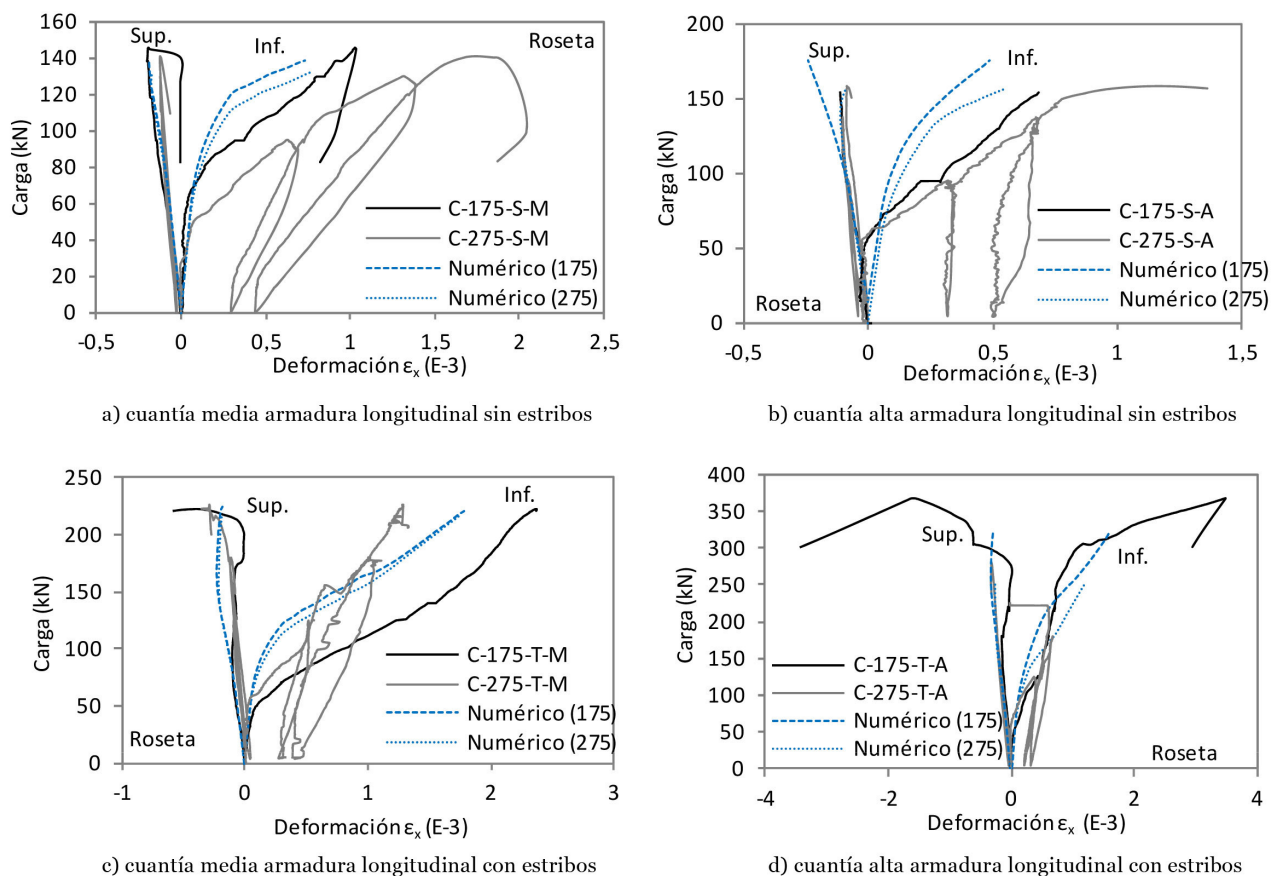 160
140
120
100
80
60
40
20
0
Carga (kN)
Sup.
Inf.
Roseta
C-175-S-M
C-275-S-M
Numérico (175)
Numérico (275)
-0,5
0
0,5
1
1,5
2
2,5
Deformación εx (E-3)
a) cuantía media armadura longitudinal sin estribos
200
150
100
50
0
Carga (kN)
Sup.
Inf.
C-175-S-A
C-275-S-A
Numérico (175)
Numérico (275)
Roseta
-0,5
0
0,5
1
1,5
Deformación εx (E-3)
b) cuantía alta armadura longitudinal sin estribos
250
200
150
100
50
0
Carga (kN)
Sup.
Inf.
C-175-T-M
C-275-T-M
Numérico (175)
Numérico (275)
Roseta
-1
0
1
2
3
Deformación εx (E-3)
c) cuantía media armadura longitudinal con estribos
400
350
300
250
200
150
100
50
0
Carga (kN)
Sup.
Inf.
C-175-T-A
C-275-T-A
Numérico (175)
Numérico (275)
Roseta
-4
-2
0
2
4
Deformación εx (E-3)
d) cuantía alta armadura longitudinal con estribos